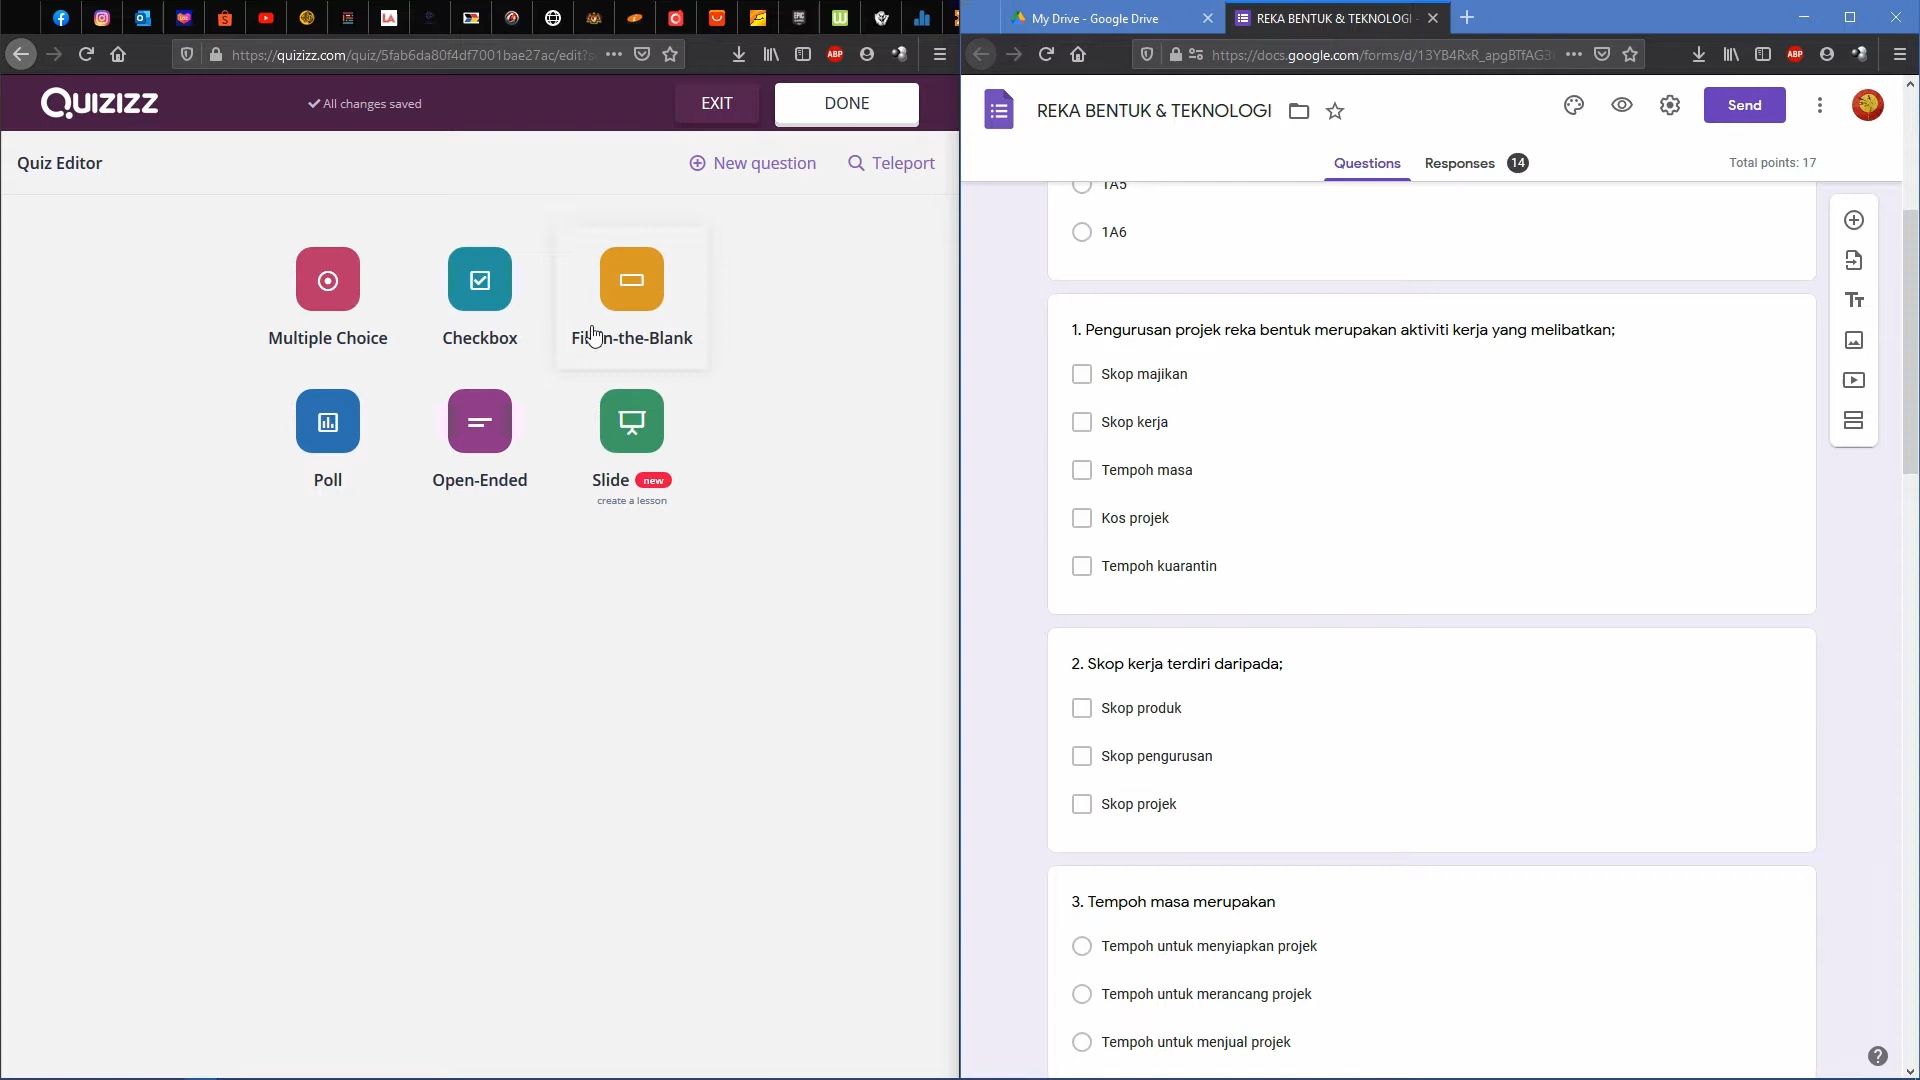 My Drive - Google Drive
REKA BENTUK & TEKNOLOGI -
https://quizizz.com/quiz/5fab6da80f4df7001bae27ac/edit?s
https://docs.google.com/forms/d/13YB4RxR_apgBTfAG3
Quizizz
All changes saved
EXIT
DONE
Quiz Editor
New question
Teleport
Multiple Choice
Checkbox
Fill-in-the-Blank
Poll
Open-Ended
Slide new
create a lesson
REKA BENTUK & TEKNOLOGI
Send
Questions
Responses 14
Total points: 17
1A5
1A6
1. Pengurusan projek reka bentuk merupakan aktiviti kerja yang melibatkan;
Skop majikan
Skop kerja
Tempoh masa
Kos projek
Tempoh kuarantin
2. Skop kerja terdiri daripada;
Skop produk
Skop pengurusan
Skop projek
3. Tempoh masa merupakan
Tempoh untuk menyiapkan projek
Tempoh untuk merancang projek
Tempoh untuk menjual projek